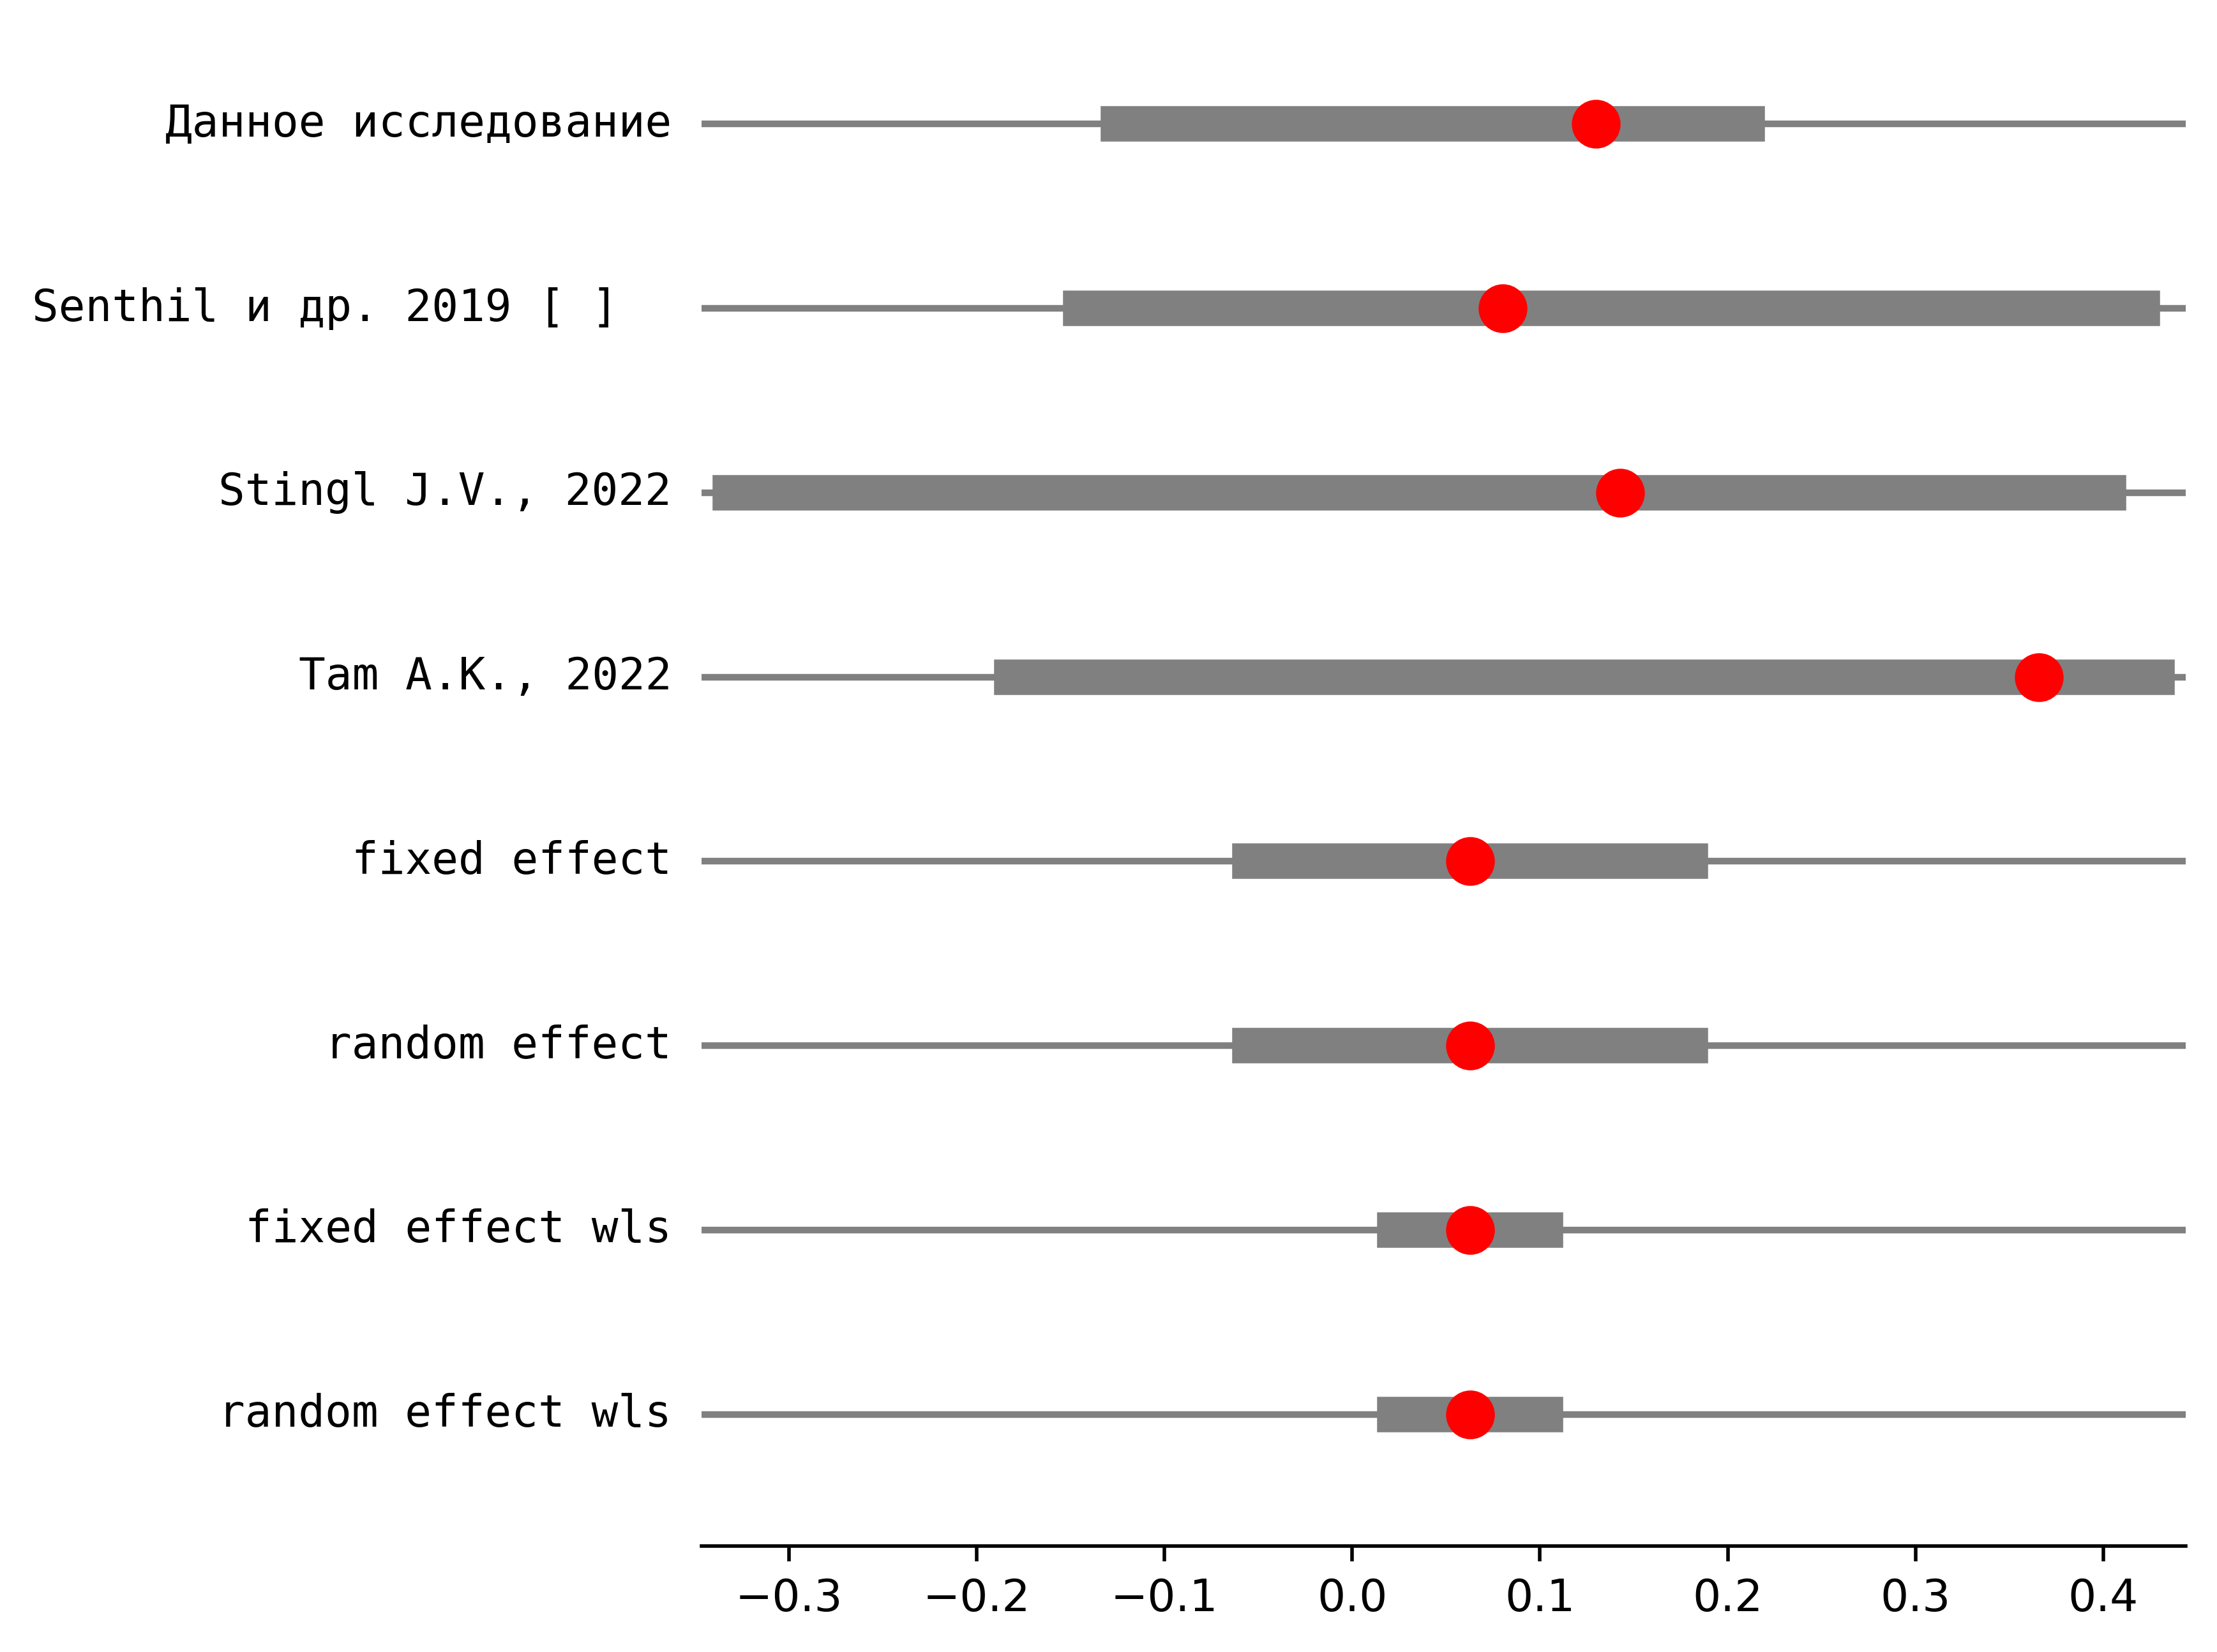 Данное исследование
Senthil и др. 2019 [ ]
Stingl J.V., 2022
Tam A.K., 2022
fixed effect
random effect
fixed effect wls
random effect wls
−0.3 −0.2 −0.1 0.0 0.1 0.2 0.3 0.4